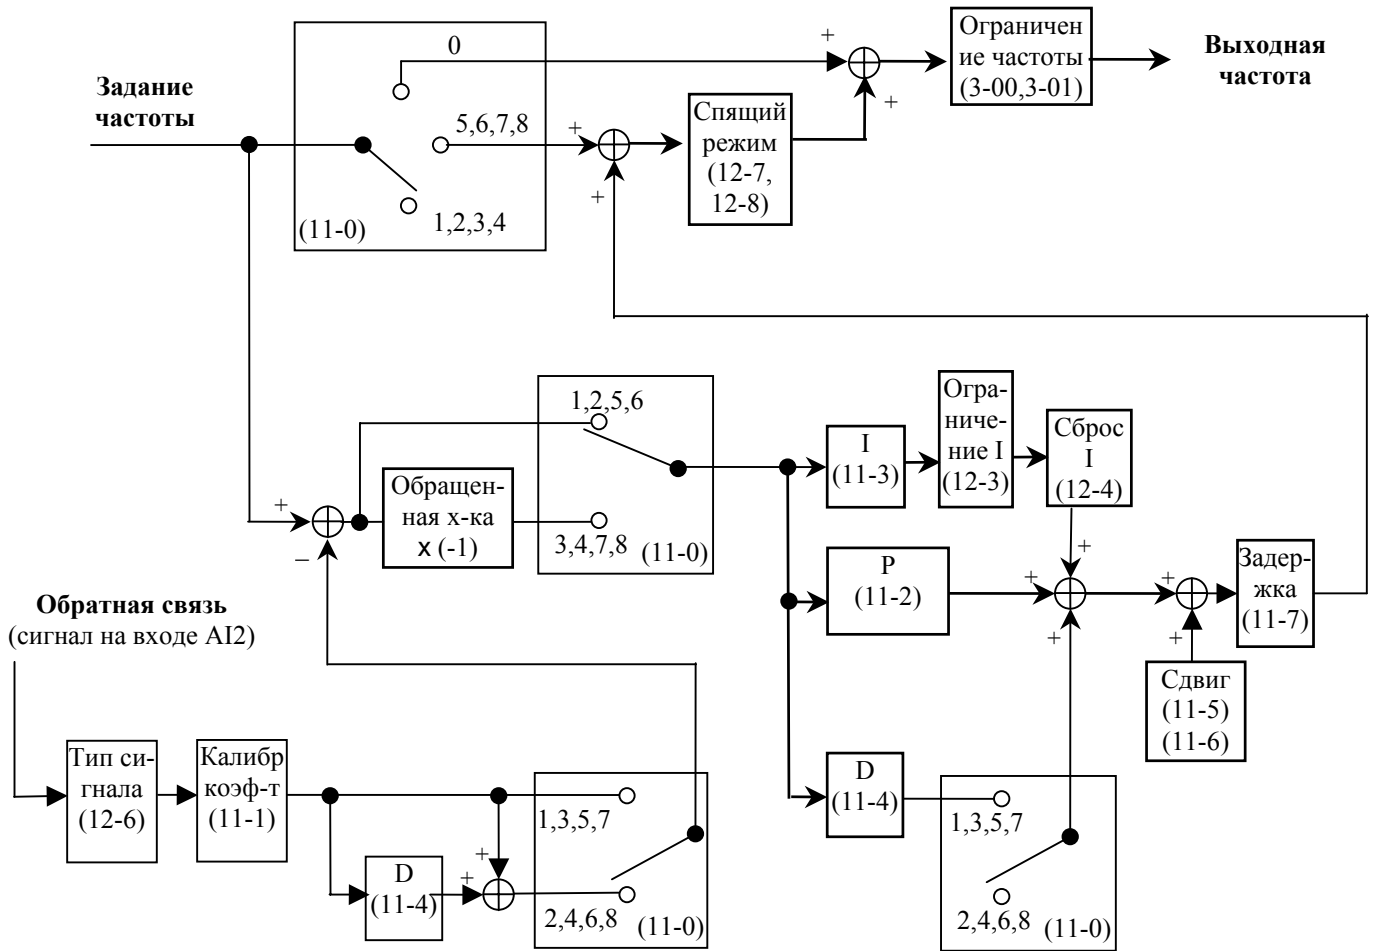 Задание
частоты
0
5,6,7,8
1,2,3,4
(11-0)
+
+
Спящий
режим
(12-7,
12-8)
+
+
Ограничен
ие частоты
(3-00,3-01)
Выходная
частота
+
−
Обращен-
ная х-ка
x (-1)
1,2,5,6
3,4,7,8
(11-0)
I
(11-3)
Огра-
ниче-
ние I
(12-3)
Сброс
I
(12-4)
P
(11-2)
+
+
+
+
+
Задер-
жка
(11-7)
Сдвиг
(11-5)
(11-6)
Обратная связь
(сигнал на входе AI2)
Тип си-
гнала
(12-6)
Калибр
коэф-т
(11-1)
D
(11-4)
+
+
1,3,5,7
2,4,6,8
(11-0)
D
(11-4)
1,3,5,7
2,4,6,8
(11-0)